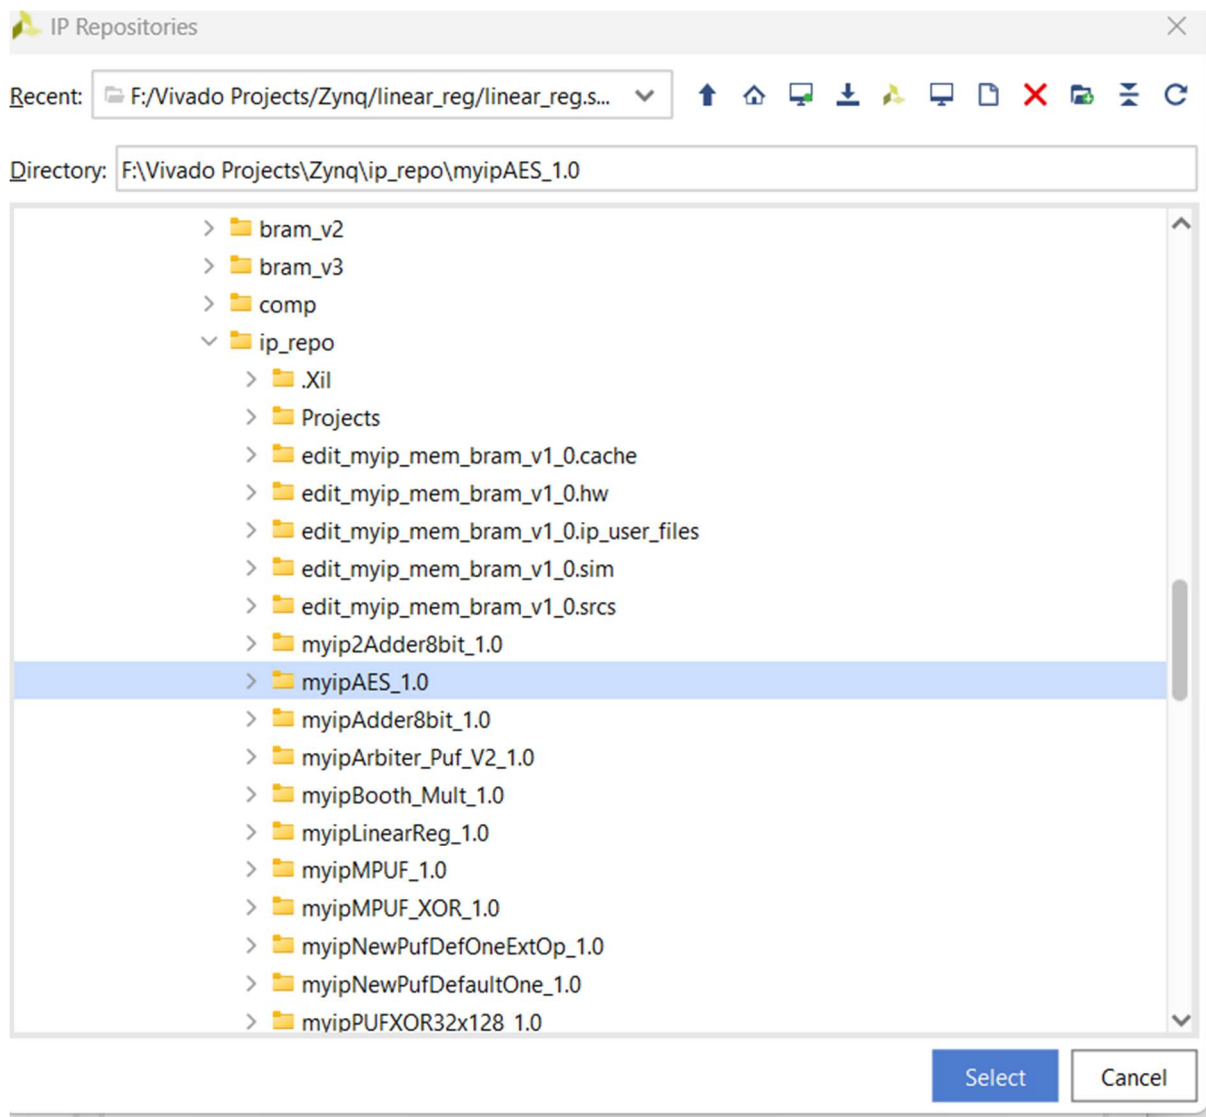 IP Repositories
Recent: F:/Vivado Projects/Zynq/linear_reg/linear_reg.s...
Directory: F:\Vivado Projects\Zynq\ip_repo\myipAES_1.0
bram_v2
bram_v3
comp
ip_repo
.Xil
Projects
edit_myip_mem_bram_v1_0.cache
edit_myip_mem_bram_v1_0.hw
edit_myip_mem_bram_v1_0.ip_user_files
edit_myip_mem_bram_v1_0.sim
edit_myip_mem_bram_v1_0.srcs
myip2Adder8bit_1.0
myipAES_1.0
myipAdder8bit_1.0
myipArbiter_Puf_V2_1.0
myipBooth_Mult_1.0
myipLinearReg_1.0
myipMPUF_1.0
myipMPUF_XOR_1.0
myipNewPufDefOneExtOp_1.0
myipNewPufDefaultOne_1.0
myipPUFXOR32x128_1.0
Select Cancel